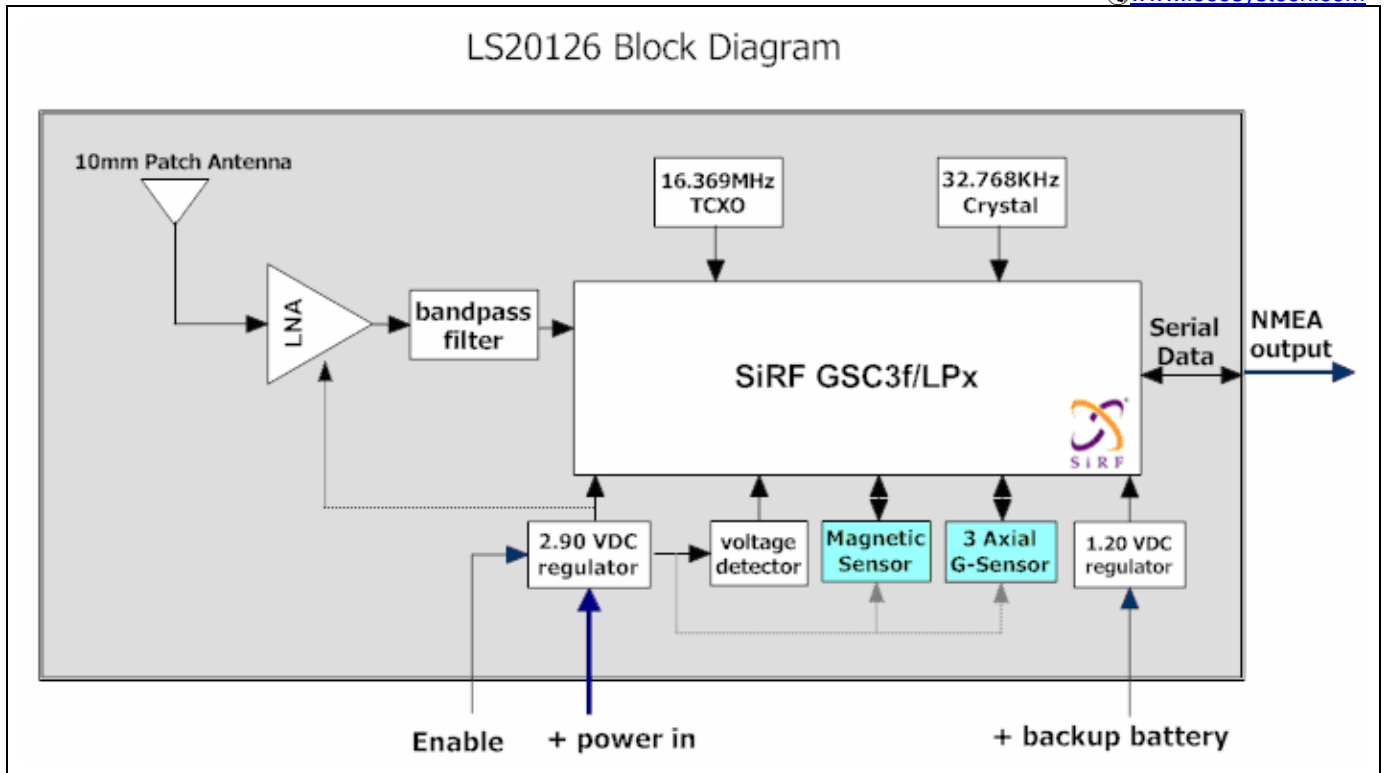 LS20126 Block Diagram
10mm Patch Antenna
16.369MHz
TCXO
32.768KHz
Crystal
LNA
bandpass
filter
SiRF GSC3f/LPx
SiRF
Serial
Data
NMEA
output
2.90 VDC
regulator
voltage
detector
Magnetic
Sensor
3 Axial
G-Sensor
1.20 VDC
regulator
Enable
+ power in
+ backup battery